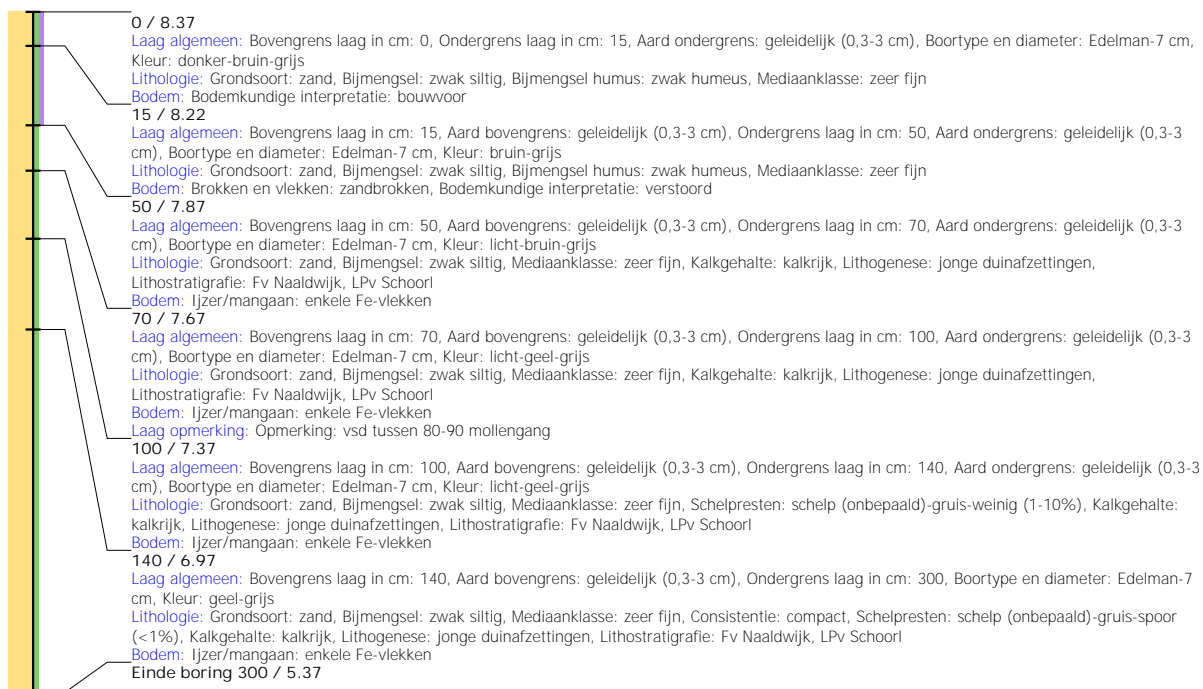 0 / 8.37
Laag algemeen: Bovengrens laag in cm: 0, Ondergrens laag in cm: 15, Aard ondergrens: geleidelijk (0,3-3 cm), Boortype en diameter: Edelman-7 cm,
Kleur: donker-bruin-grijs
Lithologie: Grondsoort: zand, Bijmengsel: zwak siltig, Bijmengsel humus: zwak humeus, Mediaanklasse: zeer fijn
Bodem: Bodemkundige interpretatie: bouwvoor
15 / 8.22
Laag algemeen: Bovengrens laag in cm: 15, Aard bovengrens: geleidelijk (0,3-3 cm), Ondergrens laag in cm: 50, Aard ondergrens: geleidelijk (0,3-3
cm), Boortype en diameter: Edelman-7 cm, Kleur: bruin-grijs
Lithologie: Grondsoort: zand, Bijmengsel: zwak siltig, Bijmengsel humus: zwak humeus, Mediaanklasse: zeer fijn
Bodem: Brokken en vlekken: zandbrokken, Bodemkundige interpretatie: verstoord
50 / 7.87
Laag algemeen: Bovengrens laag in cm: 50, Aard bovengrens: geleidelijk (0,3-3 cm), Ondergrens laag in cm: 70, Aard ondergrens: geleidelijk (0,3-3
cm), Boortype en diameter: Edelman-7 cm, Kleur: licht-bruin-grijs
Lithologie: Grondsoort: zand, Bijmengsel: zwak siltig, Mediaanklasse: zeer fijn, Kalkgehalte: kalkrijk, Lithogenese: jonge duinafzettingen,
Lithostratigrafie: Fv Naaldwijk, LPv Schoorl
Bodem: Ijzer/mangaan: enkele Fe-vlekken
70 / 7.67
Laag algemeen: Bovengrens laag in cm: 70, Aard bovengrens: geleidelijk (0,3-3 cm), Ondergrens laag in cm: 100, Aard ondergrens: geleidelijk (0,3-3
cm), Boortype en diameter: Edelman-7 cm, Kleur: licht-geel-grijs
Lithologie: Grondsoort: zand, Bijmengsel: zwak siltig, Mediaanklasse: zeer fijn, Kalkgehalte: kalkrijk, Lithogenese: jonge duinafzettingen,
Lithostratigrafie: Fv Naaldwijk, LPv Schoorl
Bodem: Ijzer/mangaan: enkele Fe-vlekken
Laag opmerking: Opmerking: vsd tussen 80-90 mollengang
100 / 7.37
Laag algemeen: Bovengrens laag in cm: 100, Aard bovengrens: geleidelijk (0,3-3 cm), Ondergrens laag in cm: 140, Aard ondergrens: geleidelijk (0,3-3
cm), Boortype en diameter: Edelman-7 cm, Kleur: licht-geel-grijs
Lithologie: Grondsoort: zand, Bijmengsel: zwak siltig, Mediaanklasse: zeer fijn, Schelpresten: schelp (onbepaald)-gruis-weinig (1-10%), Kalkgehalte:
kalkrijk, Lithogenese: jonge duinafzettingen, Lithostratigrafie: Fv Naaldwijk, LPv Schoorl
Bodem: Ijzer/mangaan: enkele Fe-vlekken
140 / 6.97
Laag algemeen: Bovengrens laag in cm: 140, Aard bovengrens: geleidelijk (0,3-3 cm), Ondergrens laag in cm: 300, Boortype en diameter: Edelman-7
cm, Kleur: geel-grijs
Lithologie: Grondsoort: zand, Bijmengsel: zwak siltig, Mediaanklasse: zeer fijn, Consistentie: compact, Schelpresten: schelp (onbepaald)-gruis-spoor
(<1%), Kalkgehalte: kalkrijk, Lithogenese: jonge duinafzettingen, Lithostratigrafie: Fv Naaldwijk, LPv Schoorl
Bodem: Ijzer/mangaan: enkele Fe-vlekken
Einde boring 300 / 5.37